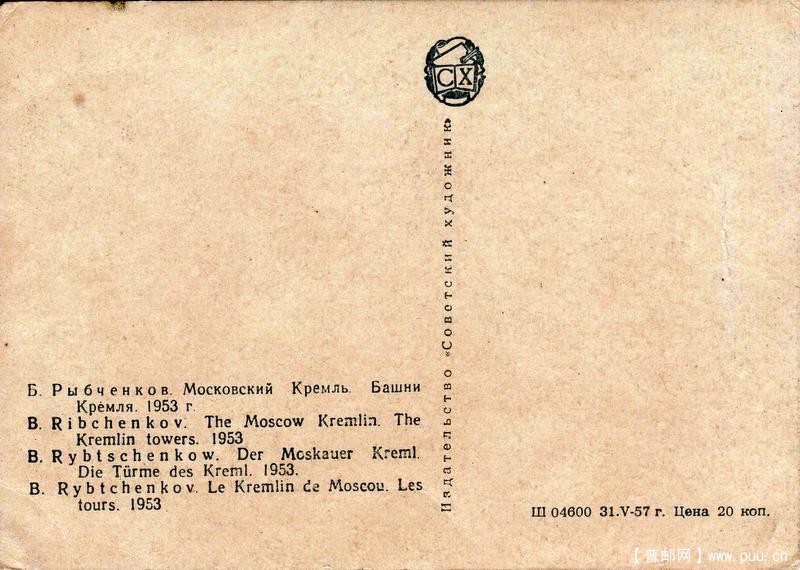 СХ
Б. Рыбченков. Московский Кремль. Башни
Кремля. 1953 г.
B. Ribchenkov. The Moscow Kremlin. The
Kremlin towers. 1953
B. Rybtschenkow. Der Moskauer Kreml.
Die Türme des Kreml. 1953.
B. Rybtchenkov. Le Kremlin de Moscou. Les
tours. 1953
Издательство «Советский художник»
Ш 04600 31.V-57 г. Цена 20 коп.
【普邮网】www.puu.cn